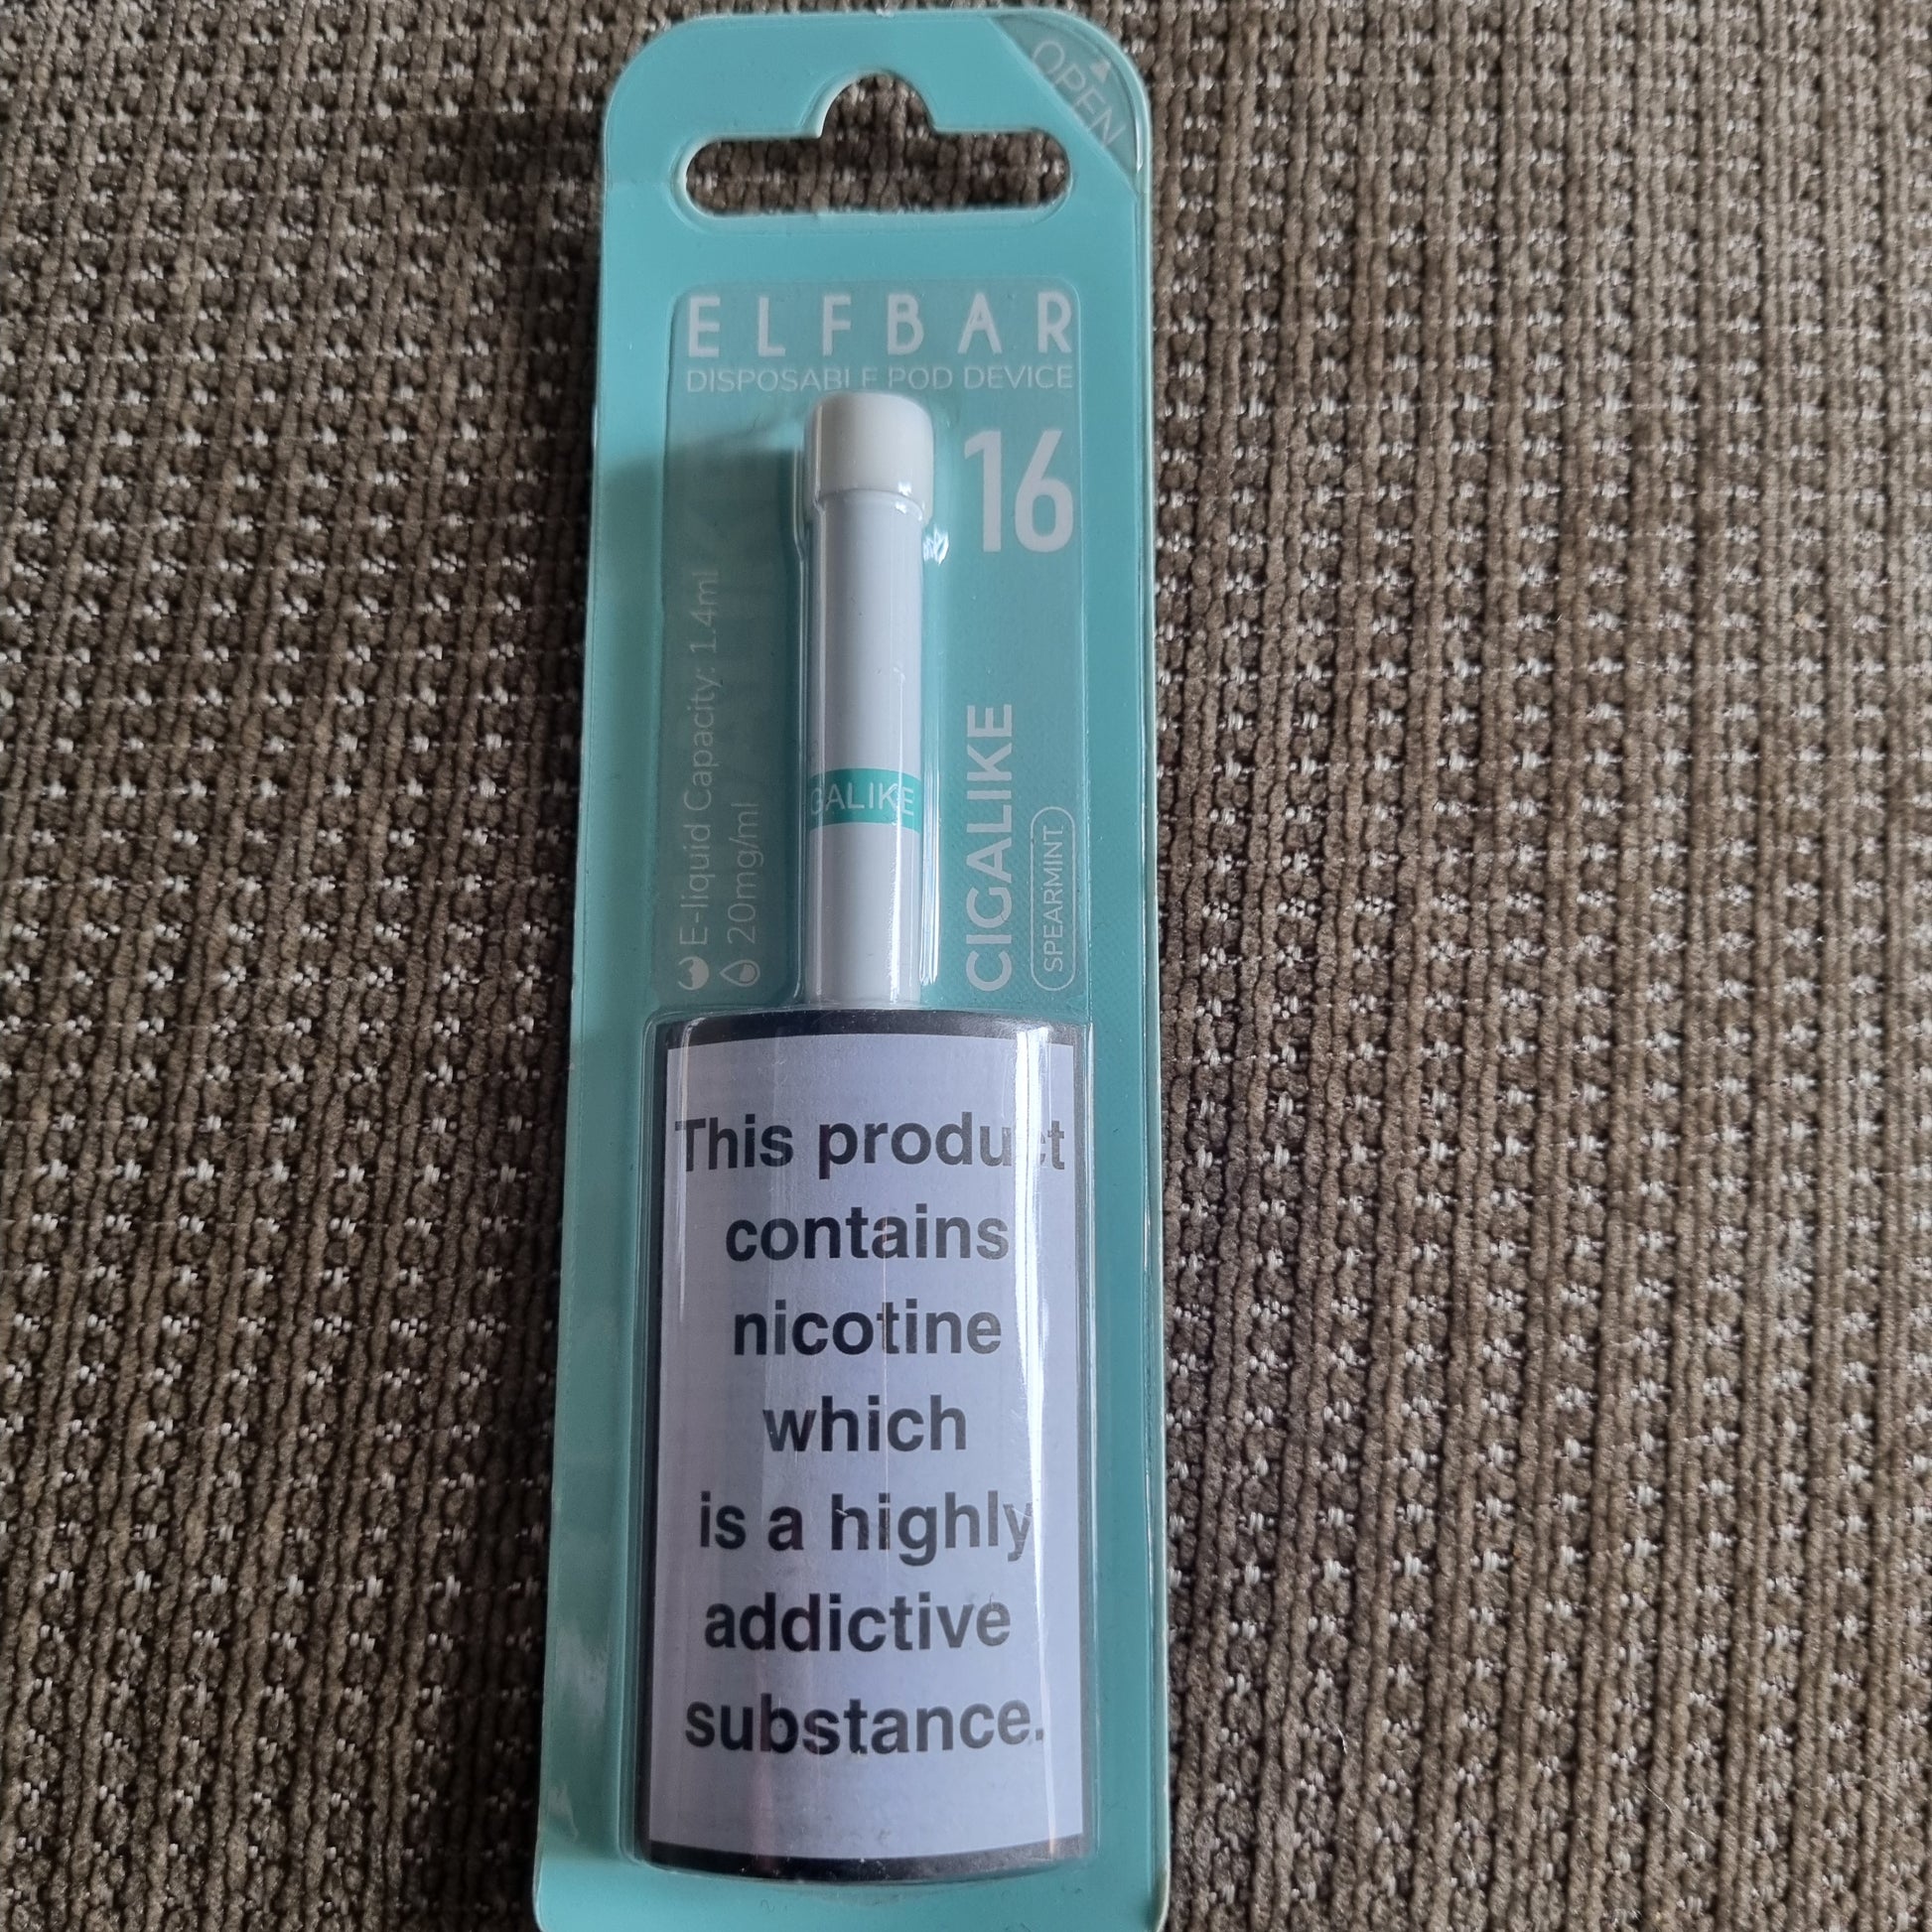 OPEN
ELFBAR
DISPOSABLE POD DEVICE
16
E-liquid Capacity: 1.4ml
20mg/ml
GALIKE
CIGALIKE
SPEARMINT
This product
contains
nicotine
which
is a highly
addictive
substance.